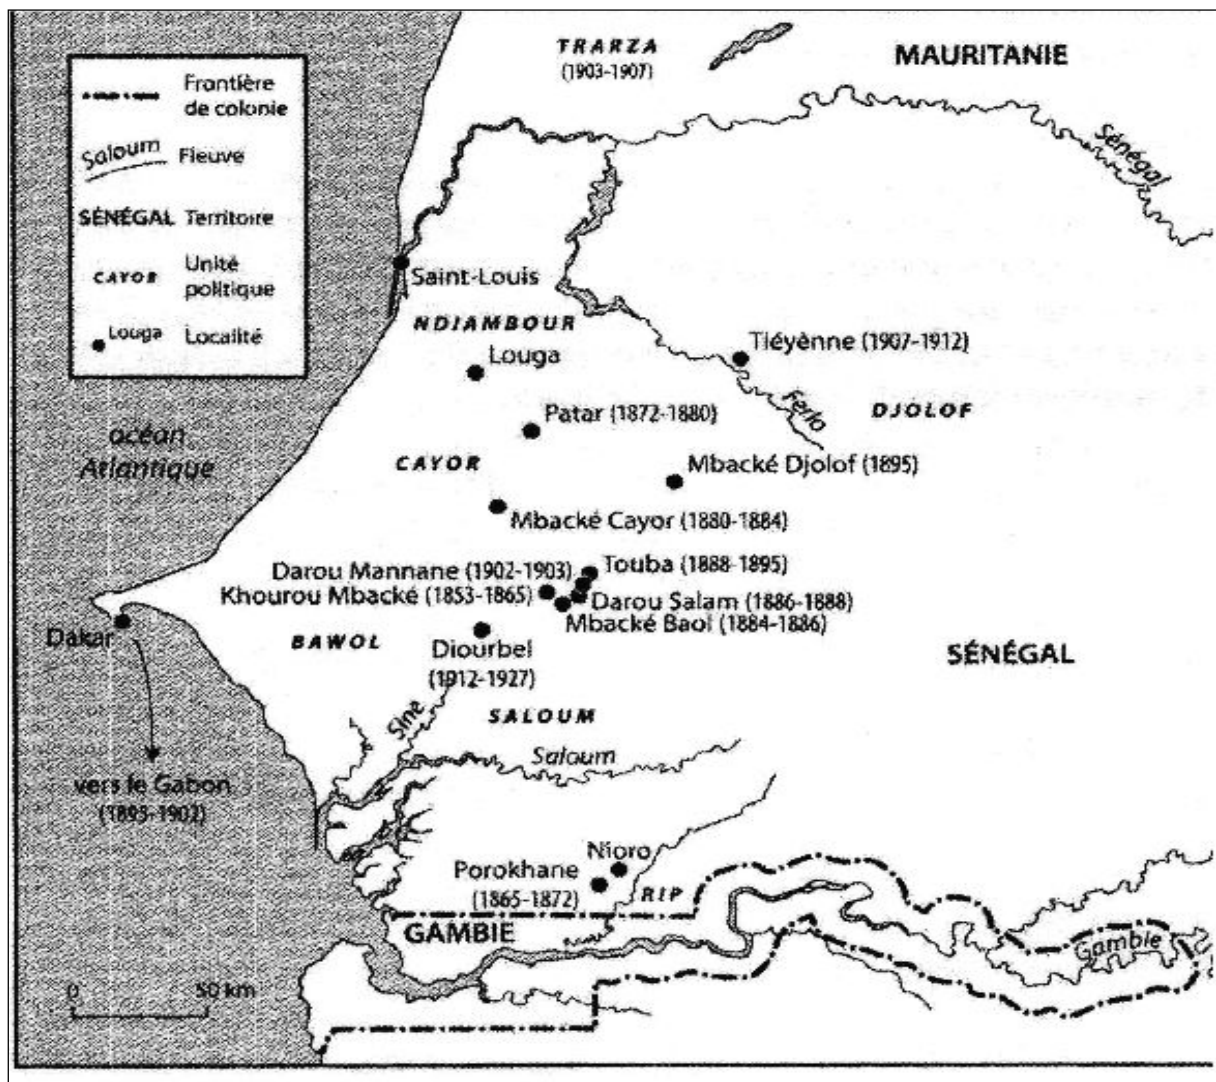 TRARZA
(1903-1907)
MAURITANIE
Frontière
de colonie
Saloum
Fleuve
SÉNÉGAL
Territoire
CAYOR
Unité
politique
Louga
Localité
Sénégal
Saint-Louis
NDIAMBOUR
Louga
Tiéyènne (1907-1912)
Ferlo
DJOLOF
Patar (1872-1880)
océan
Atlantique
CAYOR
Mbacké Djolof (1895)
Mbacké Cayor (1880-1884)
Touba (1888-1895)
Darou Mannane (1902-1903)
Khourou Mbacké (1853-1865)
Darou Salam (1886-1888)
Mbacké Baol (1884-1886)
Dakar
BAWOL
Diourbel
(1912-1927)
SÉNÉGAL
Sine
SALOUM
Saloum
vers le Gabon
(1895-1902)
Nioro
Porokhane
(1865-1872)
RIP
GAMBIE
Gambie
0
50 km